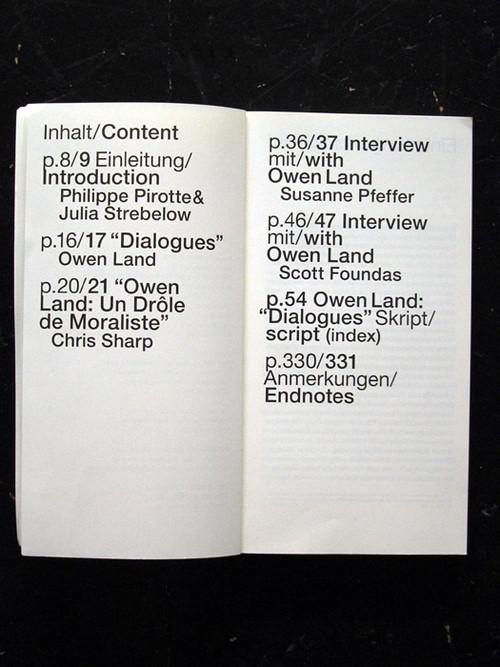 Inhalt/Content
p.8/9 Einleitung/
Introduction
Philippe Pirotte&
Julia Strebelow
p.16/17 “Dialogues”
Owen Land
p.20/21 “Owen
Land: Un Drôle
de Moraliste”
Chris Sharp
p.36/37 Interview
mit/with
Owen Land
Susanne Pfeffer
p.46/47 Interview
mit/with
Owen Land
Scott Foundas
p.54 Owen Land:
“Dialogues” Skript/
script (index)
p.330/331
Anmerkungen/
Endnotes